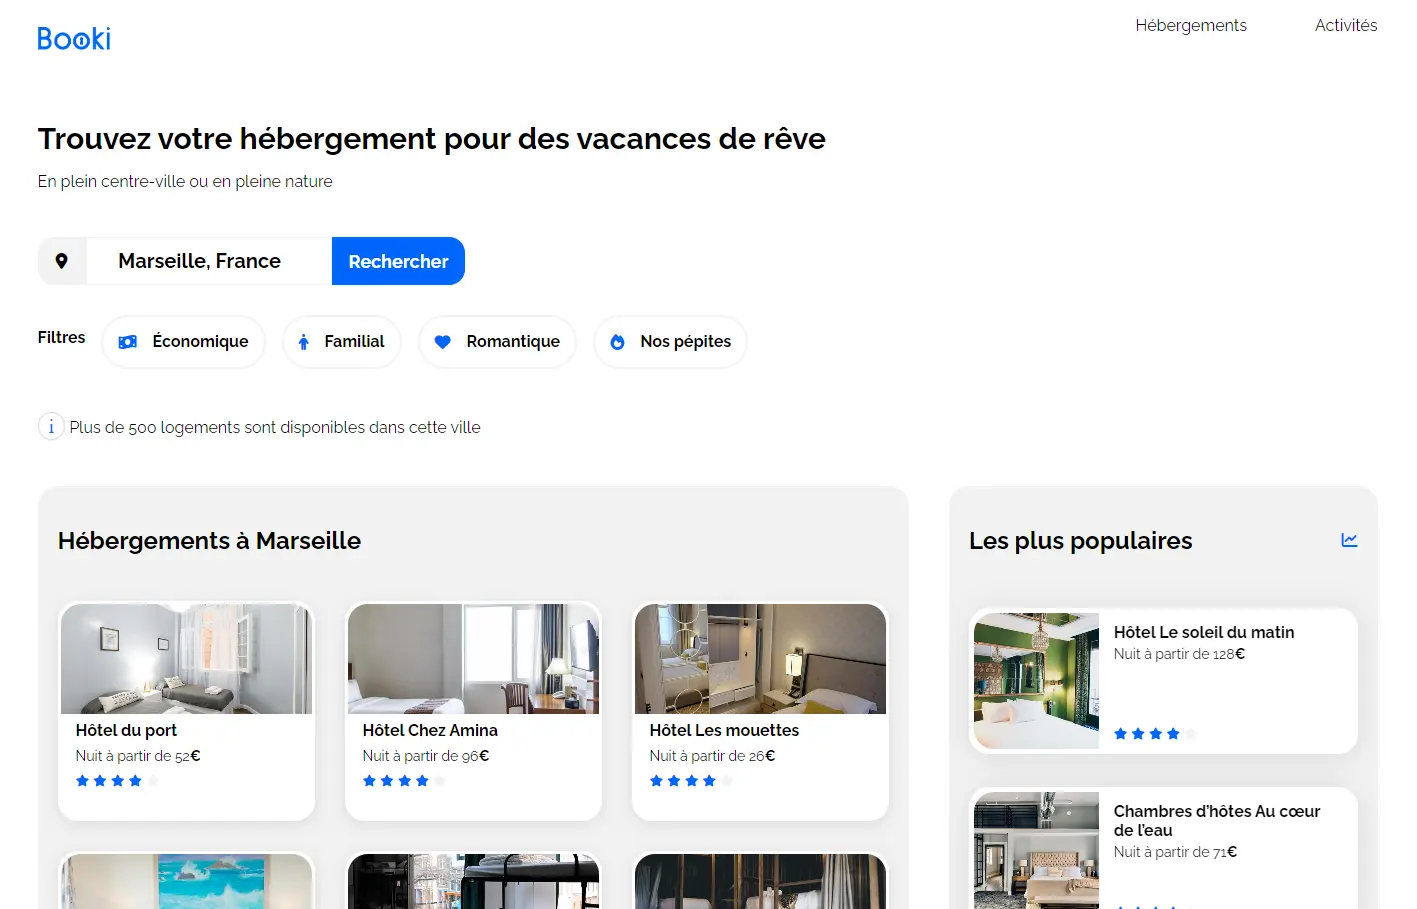 Booki
Hébergements
Activités
Trouvez votre hébergement pour des vacances de rêve
En plein centre-ville ou en pleine nature
Marseille, France
Rechercher
Filtres
Économique
Familial
Romantique
Nos pépites
i Plus de 500 logements sont disponibles dans cette ville
Hébergements à Marseille
Hôtel du port
Nuit à partir de 52€
Hôtel Chez Amina
Nuit à partir de 96€
Hôtel Les mouettes
Nuit à partir de 26€
Les plus populaires
Hôtel Le soleil du matin
Nuit à partir de 128€
Chambres d’hôtes Au cœur
de l’eau
Nuit à partir de 71€